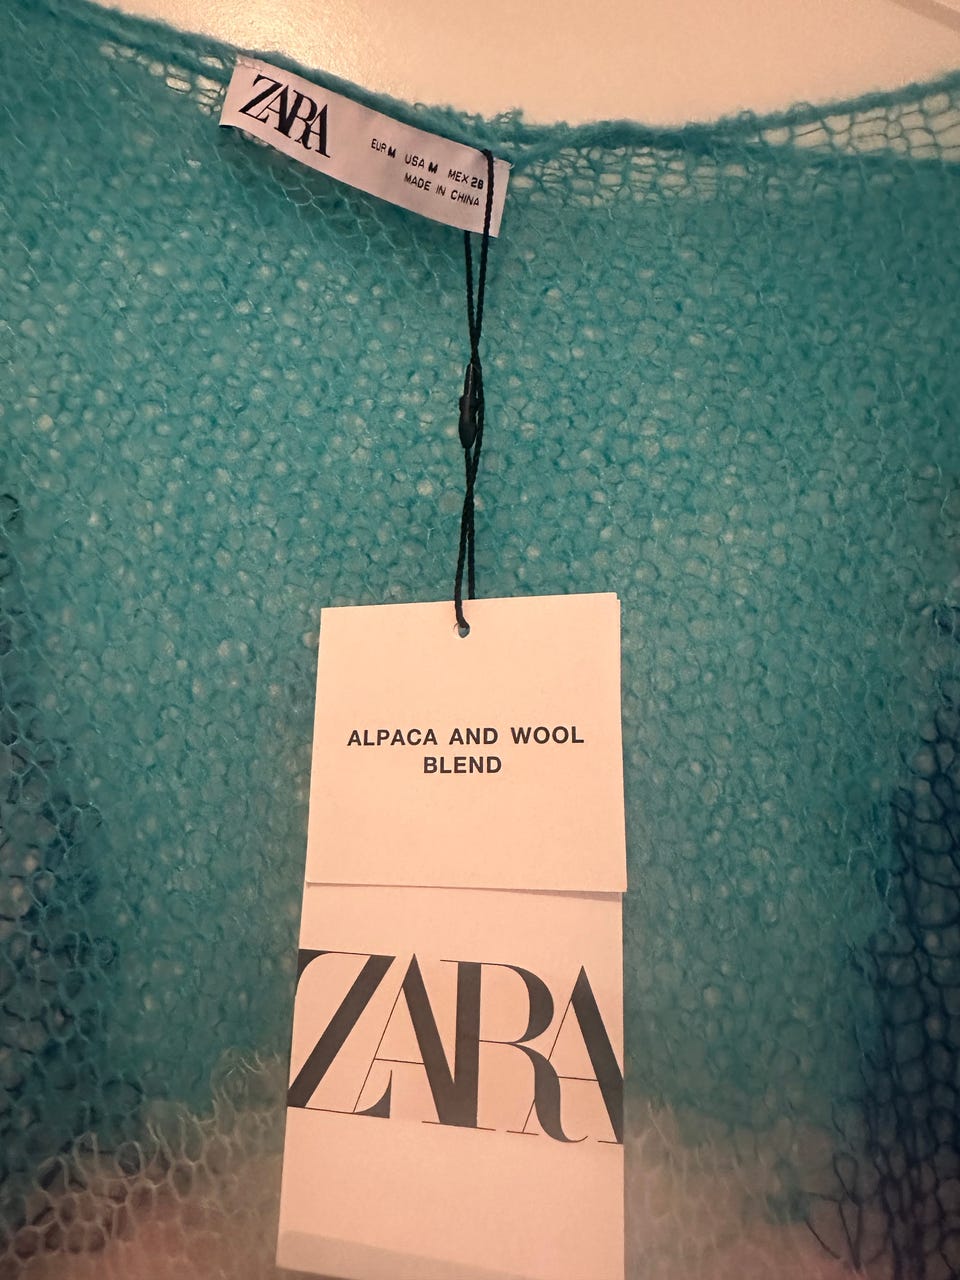 ZARA
EUR M USA M MEX 28
MADE IN CHINA
ALPACA AND WOOL
BLEND
ZARA